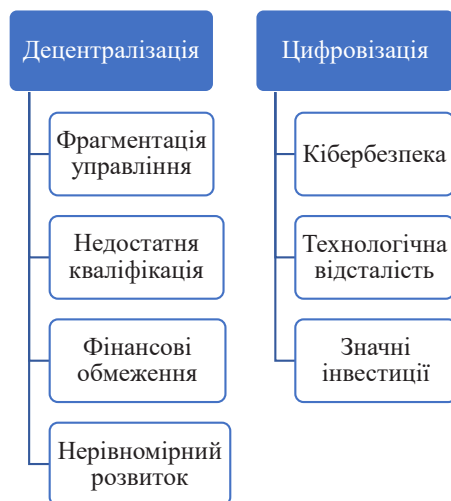 Децентралізація
Фрагментація
управління
Недостатня
кваліфікація
Фінансові
обмеження
Нерівномірний
розвиток
Цифровізація
Кібербезпека
Технологічна
відсталість
Значні
інвестиції